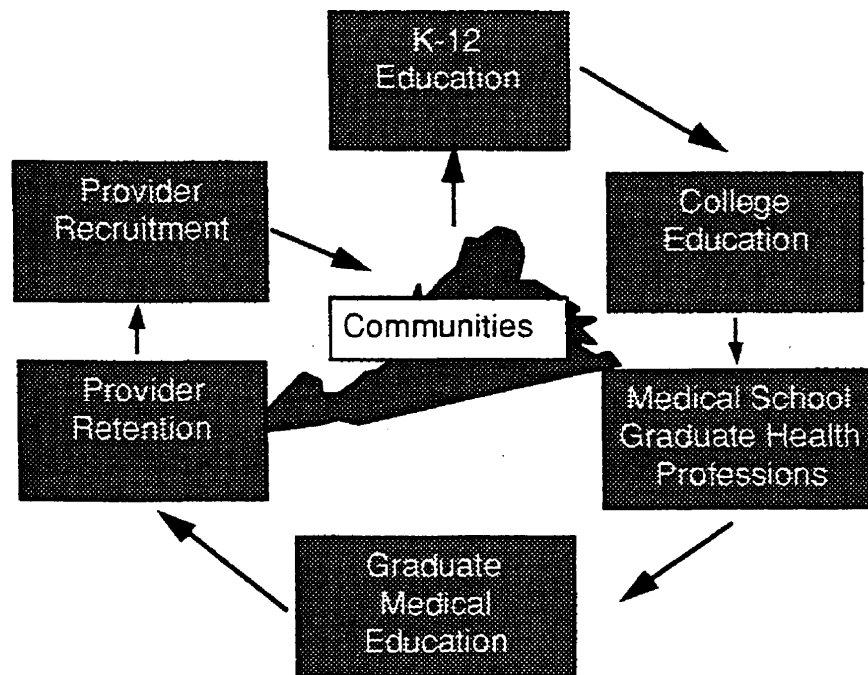 K-12
Education
College
Education
Medical School
Graduate Health
Professions
Graduate
Medical
Education
Provider
Retention
Provider
Recruitment
Communities